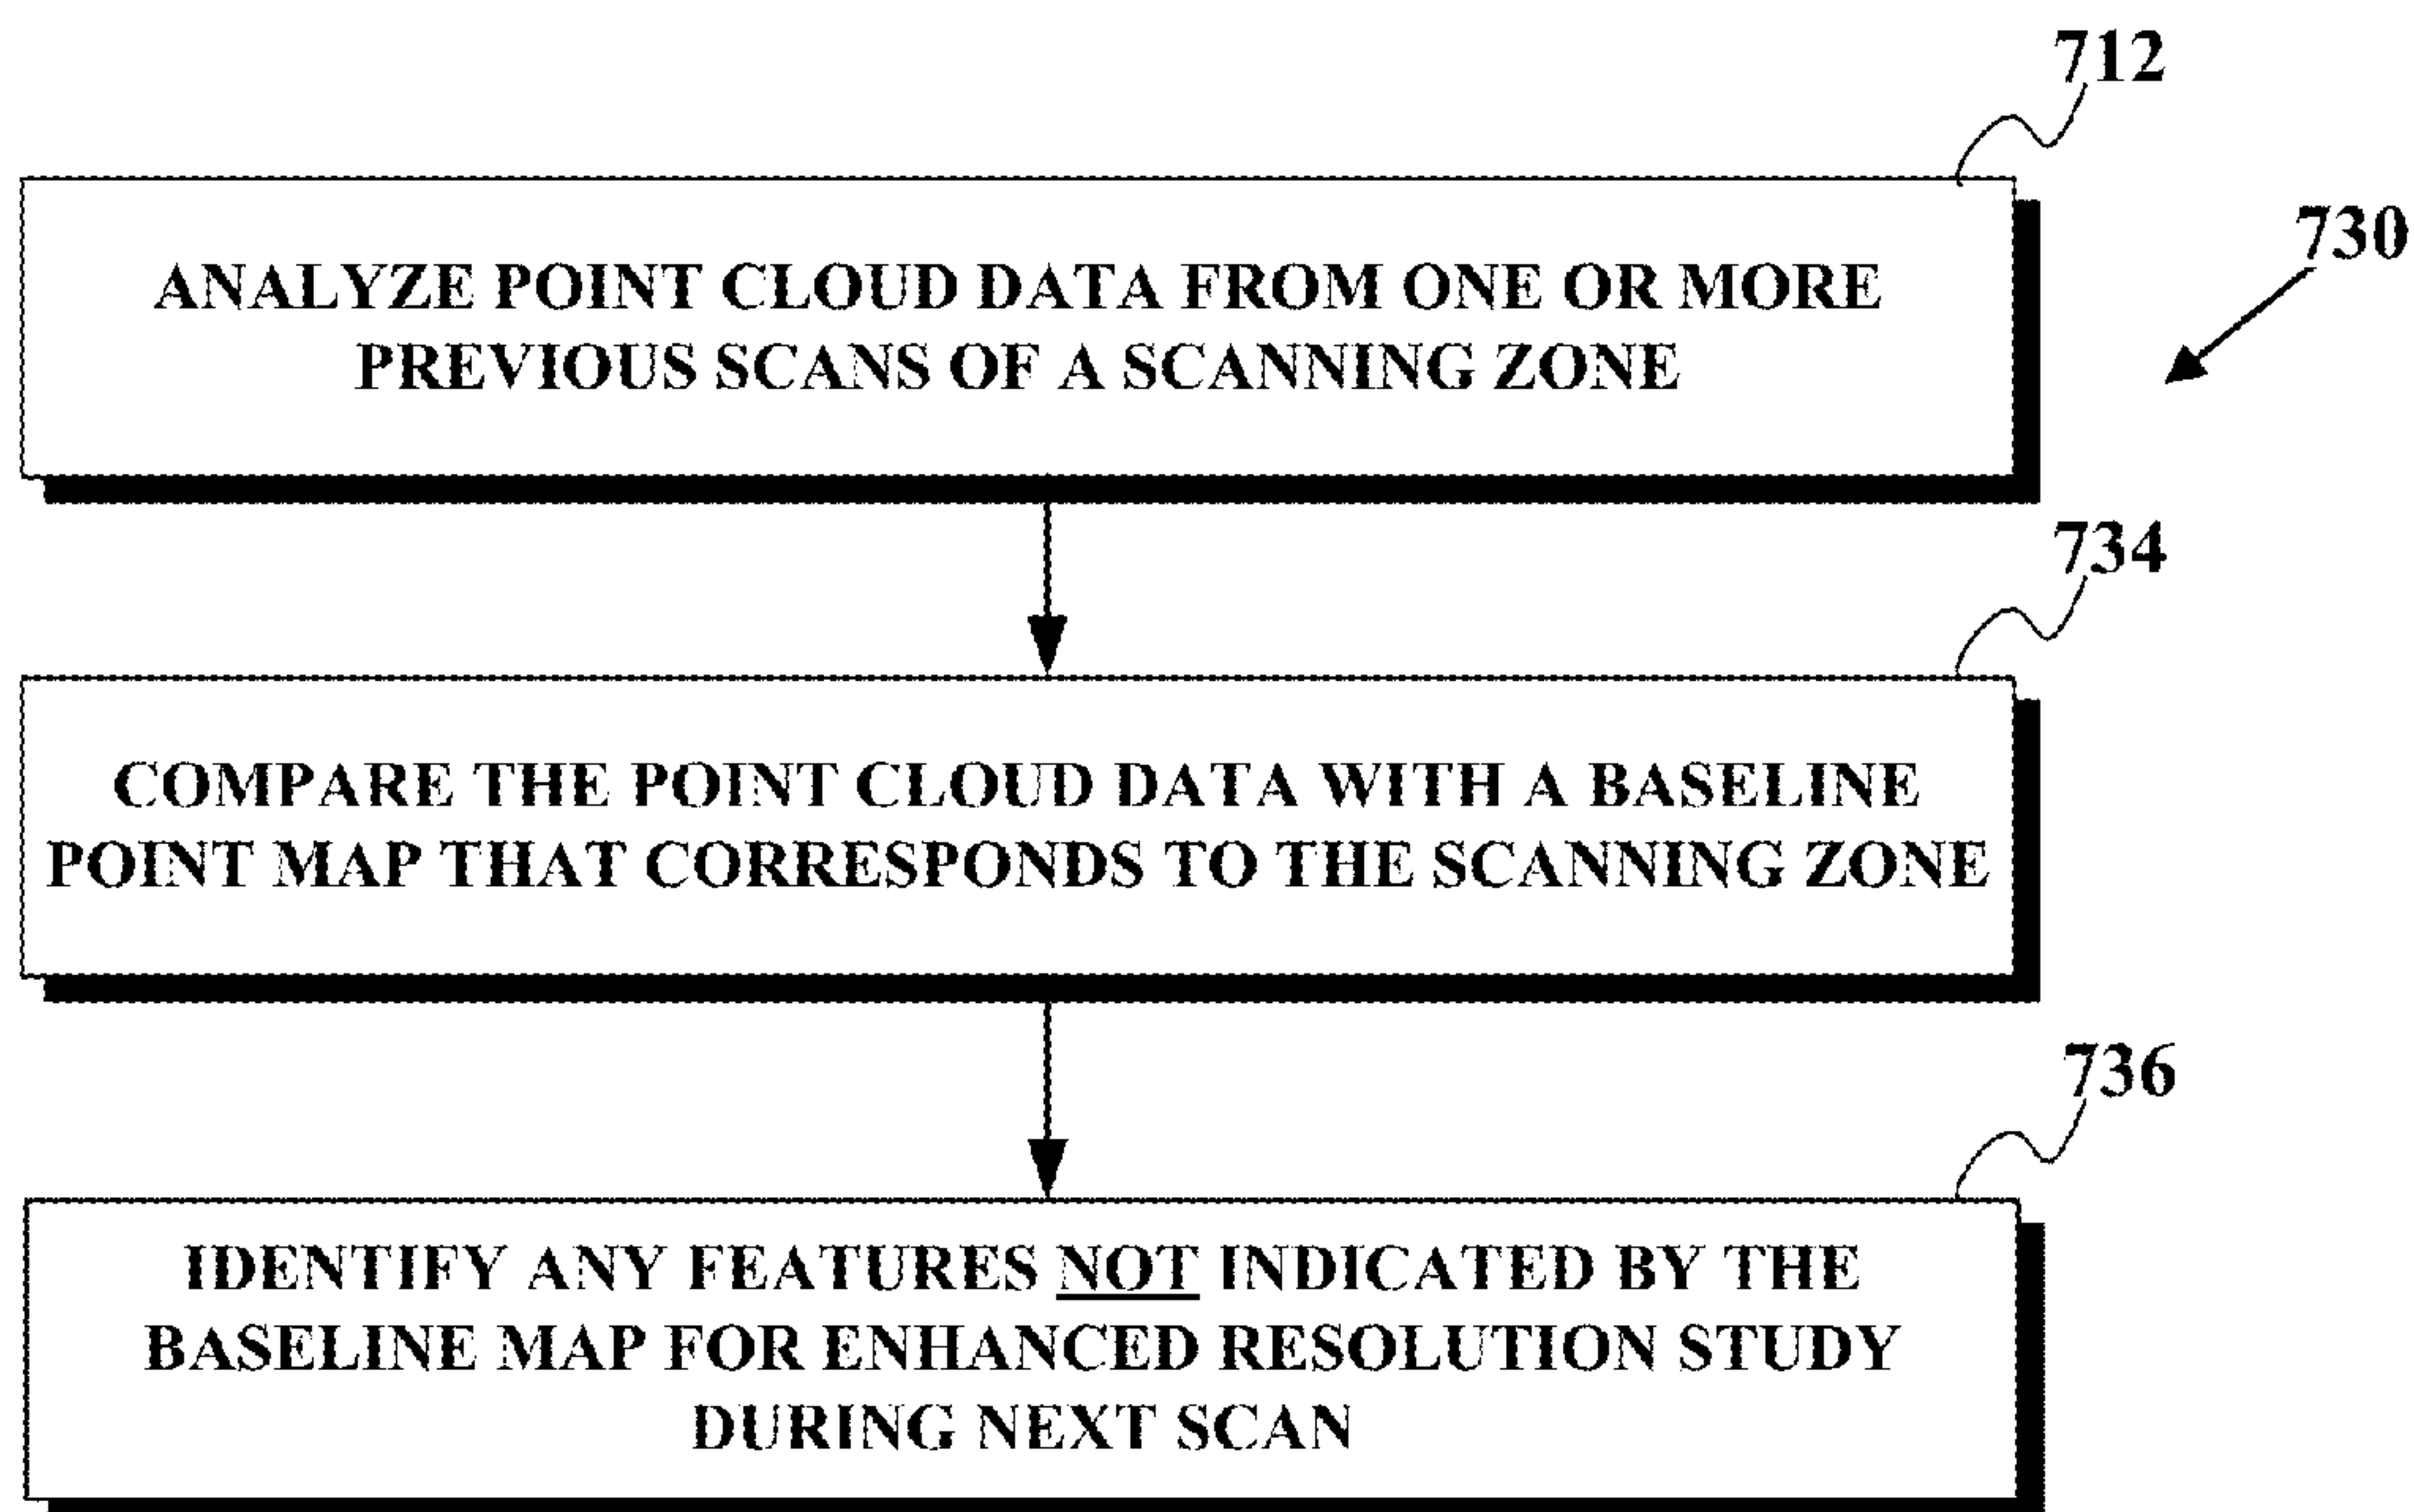 712
730
ANALYZE POINT CLOUD DATA FROM ONE OR MORE
PREVIOUS SCANS OF A SCANNING ZONE
734
COMPARE THE POINT CLOUD DATA WITH A BASELINE
POINT MAP THAT CORRESPONDS TO THE SCANNING ZONE
736
IDENTIFY ANY FEATURES NOT INDICATED BY THE
BASELINE MAP FOR ENHANCED RESOLUTION STUDY
DURING NEXT SCAN